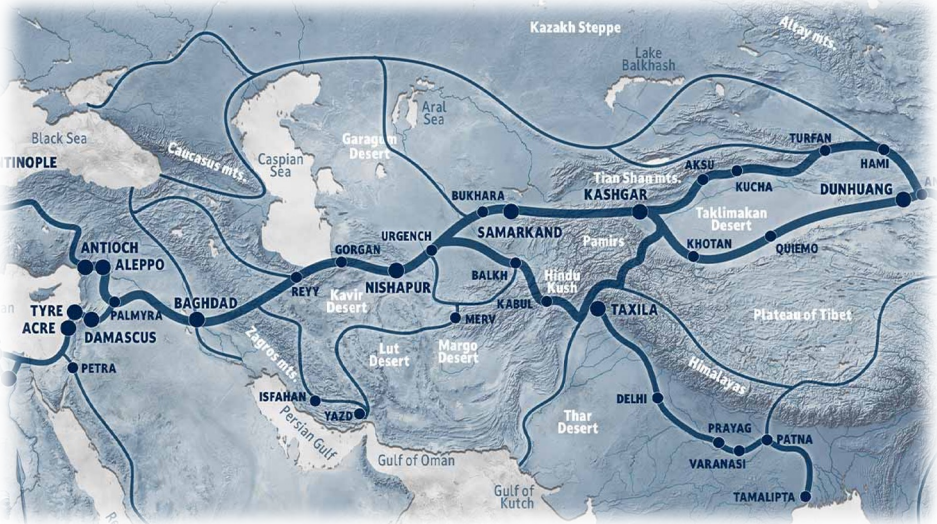 Kazakh Steppe
Altay mts.
Lake
Balkhash
Aral
Sea
Black Sea
Garagum
Desert
TURFAN
HAMI
TINOPLE
Caucasus mts.
Caspian
Sea
AKSU
Tian Shan mts.
KUCHA
DUNHUANG
AN
BUKHARA
KASHGAR
Taklimakan
Desert
SAMARKAND
URGENCH
Pamirs
KHOTAN
QUIEMO
ANTIOCH
ALEPPO
GORGAN
BALKH
Hindu
Kush
REYY
NISHAPUR
Kavir
Desert
KABUL
BAGHDAD
TYRE
PALMYRA
ACRE
DAMASCUS
MERV
TAXILA
Plateau of Tibet
Zagros mts.
Lut
Desert
Margo
Desert
PETRA
Himalayas
ISFAHAN
YAZD
DELHI
Persian Gulf
Thar
Desert
PRAYAG
PATNA
VARANASI
Gulf of Oman
Gulf of
Kutch
TAMALIPTA